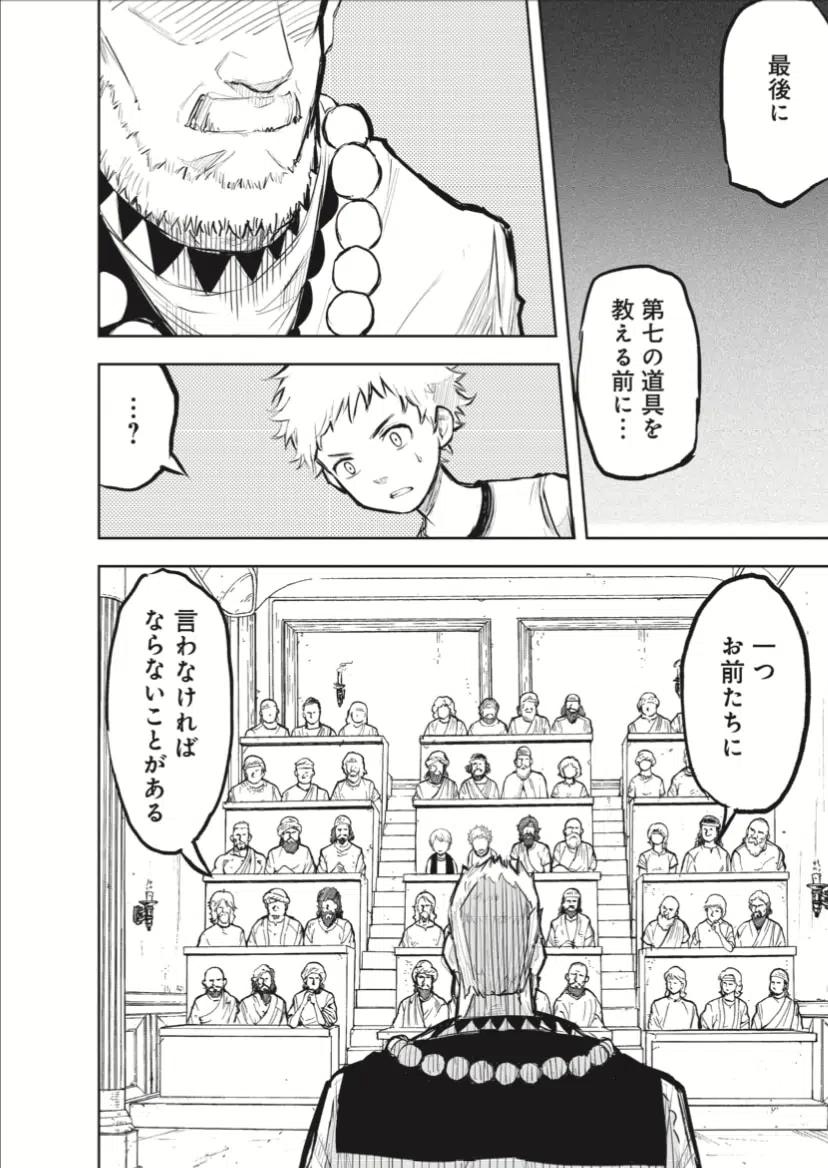 最後に
第七の道具を
教える前に…
…?
一つ
お前たちに
言わなければ
ならないことがある